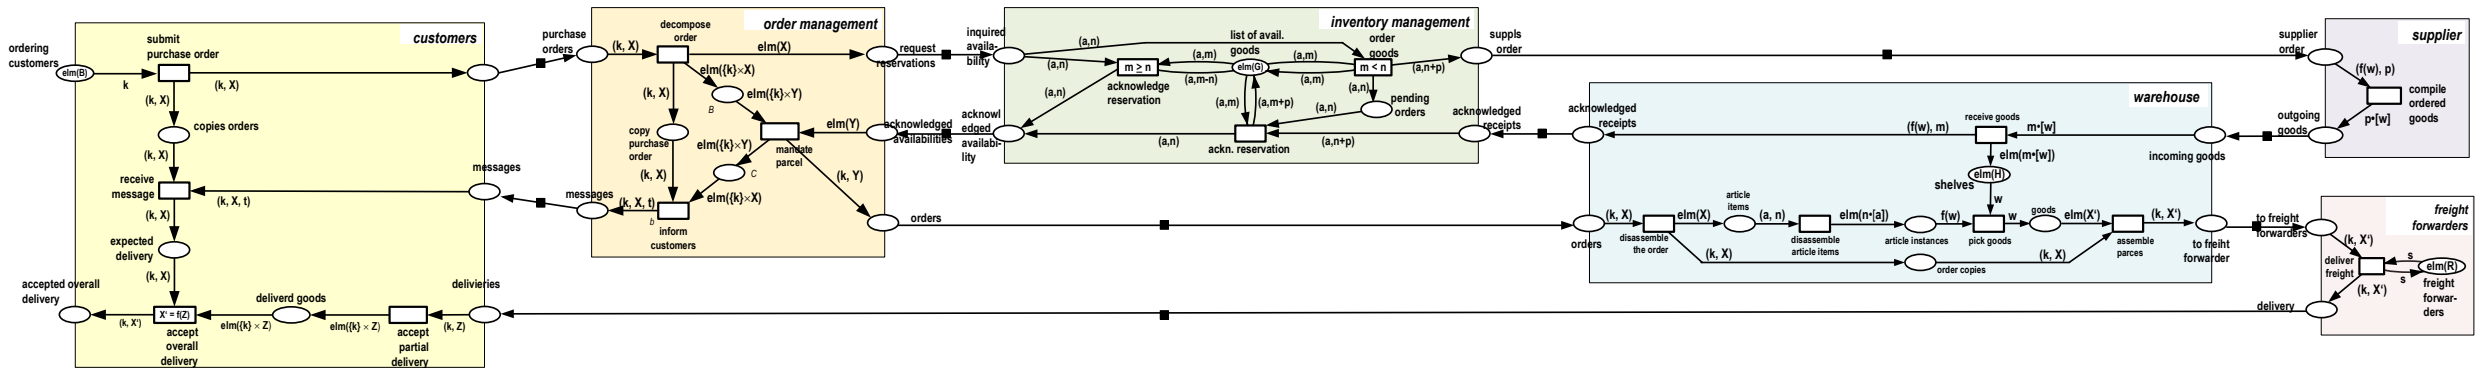 customers
ordering
customers
elm(B)
k
submit
purchase order
(k, X)
(k, X)
copies orders
(k, X)
receive
message
(k, X, t)
(k, X)
expected
delivery
(k, X)
accepted overall
delivery
(k, X')
X' = f(Z)
accept
overall
delivery
elm({k} × Z)
deliverd goods
elm({k} × Z)
accept
partial
delivery
(k, Z)
delivieries
messages
order management
purchase
orders
(k, X)
decompose
order
elm(X)
request
reservations
elm({k}×X)
B
elm({k}×Y)
(k, X)
copy
purchase
order
(k, X)
mandate
parcel
elm(Y)
acknowledged
availabilities
elm({k}×Y)
C
elm({k}×X)
(k, Y)
messages
(k, X, t)
b
inform
customers
orders
inventory management
inquired
availa-
bility
(a,n)
(a,n)
list of avail.
goods
order
goods
m ≥ n
acknowledge
reservation
(a,m)
(a,m-n)
elm(G)
(a,m)
(a,m)
m < n
(a,n+p)
suppls
order
(a,n)
(a,n)
pending
orders
(a,n)
(a,m)
(a,m+p)
acknowl
edged
availabi-
lity
(a,n)
ackn. reservation
(a,n+p)
acknowledged
receipts
warehouse
acknowledged
receipts
(f(w), m)
receive goods
m•[w]
incoming goods
elm(m•[w])
elm(H)
shelves
w
orders
(k, X)
disassemble
the order
elm(X)
article
items
(a, n)
disassemble
article items
elm(n•[a])
article instances
f(w)
pick goods
w
goods
elm(X')
assemble
parces
(k, X')
to freiht
forwarder
(k, X)
order copies
(k, X)
supplier
supplier
order
(f(w), p)
compile
ordered
goods
p•[w]
outgoing
goods
freight
forwarders
to freight
forwarders
(k, X')
deliver
freight
s
s
elm(R)
freight
forwar-
ders
(k, X')
delivery